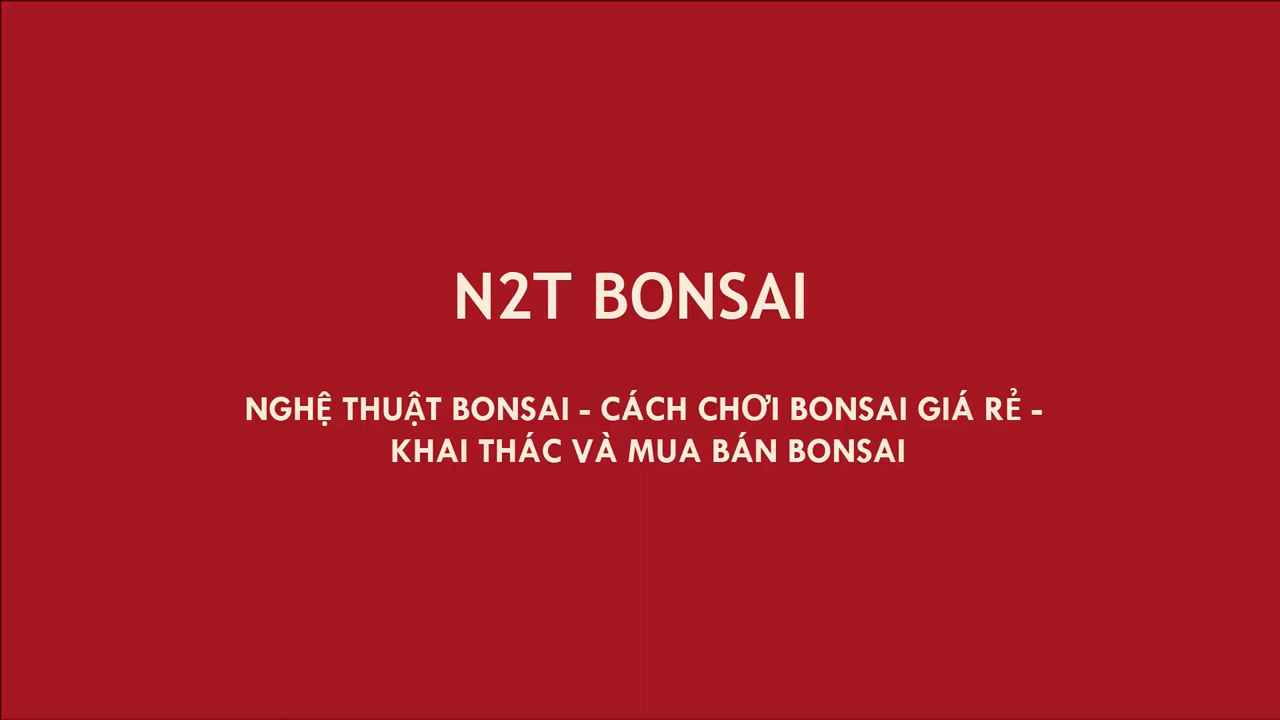 N2T BONSAI
NGHỆ THUẬT BONSAI - CÁCH CHƠI BONSAI GIÁ RẺ -
KHAI THÁC VÀ MUA BÁN BONSAI